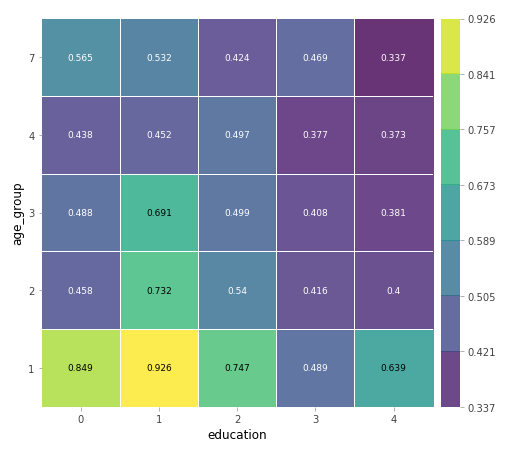 0.926
7 0.565 0.532 0.424 0.469 0.337
0.841
4 0.438 0.452 0.497 0.377 0.373
0.757
0.673
age_group
3 0.488 0.691 0.499 0.408 0.381
0.589
2 0.458 0.732 0.54 0.416 0.4
0.505
0.421
1 0.849 0.926 0.747 0.489 0.639
0.337
0 1 2 3 4
education